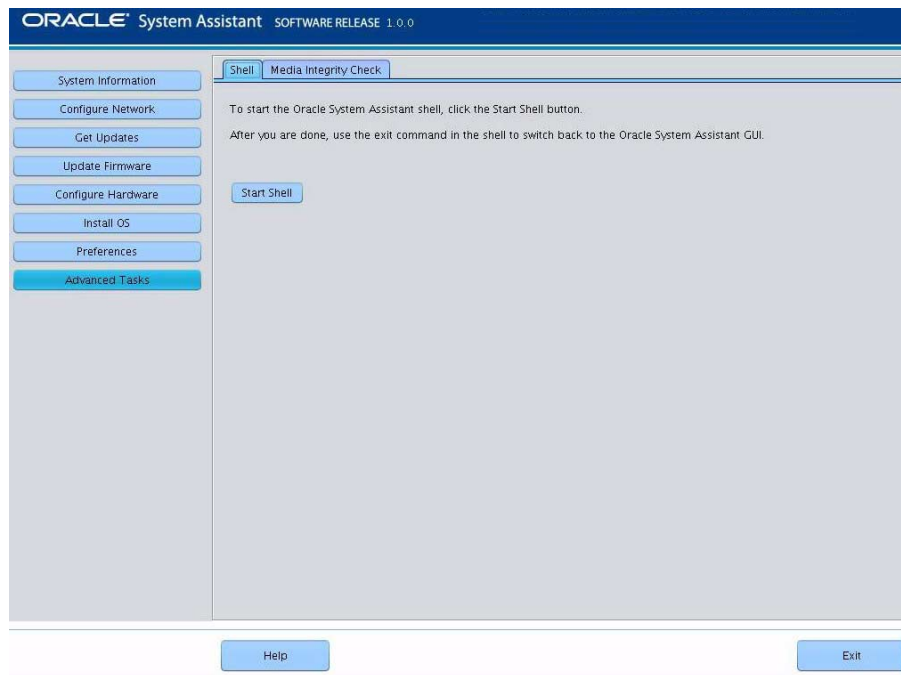 ORACLE System Assistant SOFTWARE RELEASE 1.0.0
Shell Media Integrity Check
System Information
Configure Network
Get Updates
Update Firmware
Configure Hardware
Install OS
Preferences
Advanced Tasks
To start the Oracle System Assistant shell, click the Start Shell button.
After you are done, use the exit command in the shell to switch back to the Oracle System Assistant GUI.
Start Shell
Help
Exit